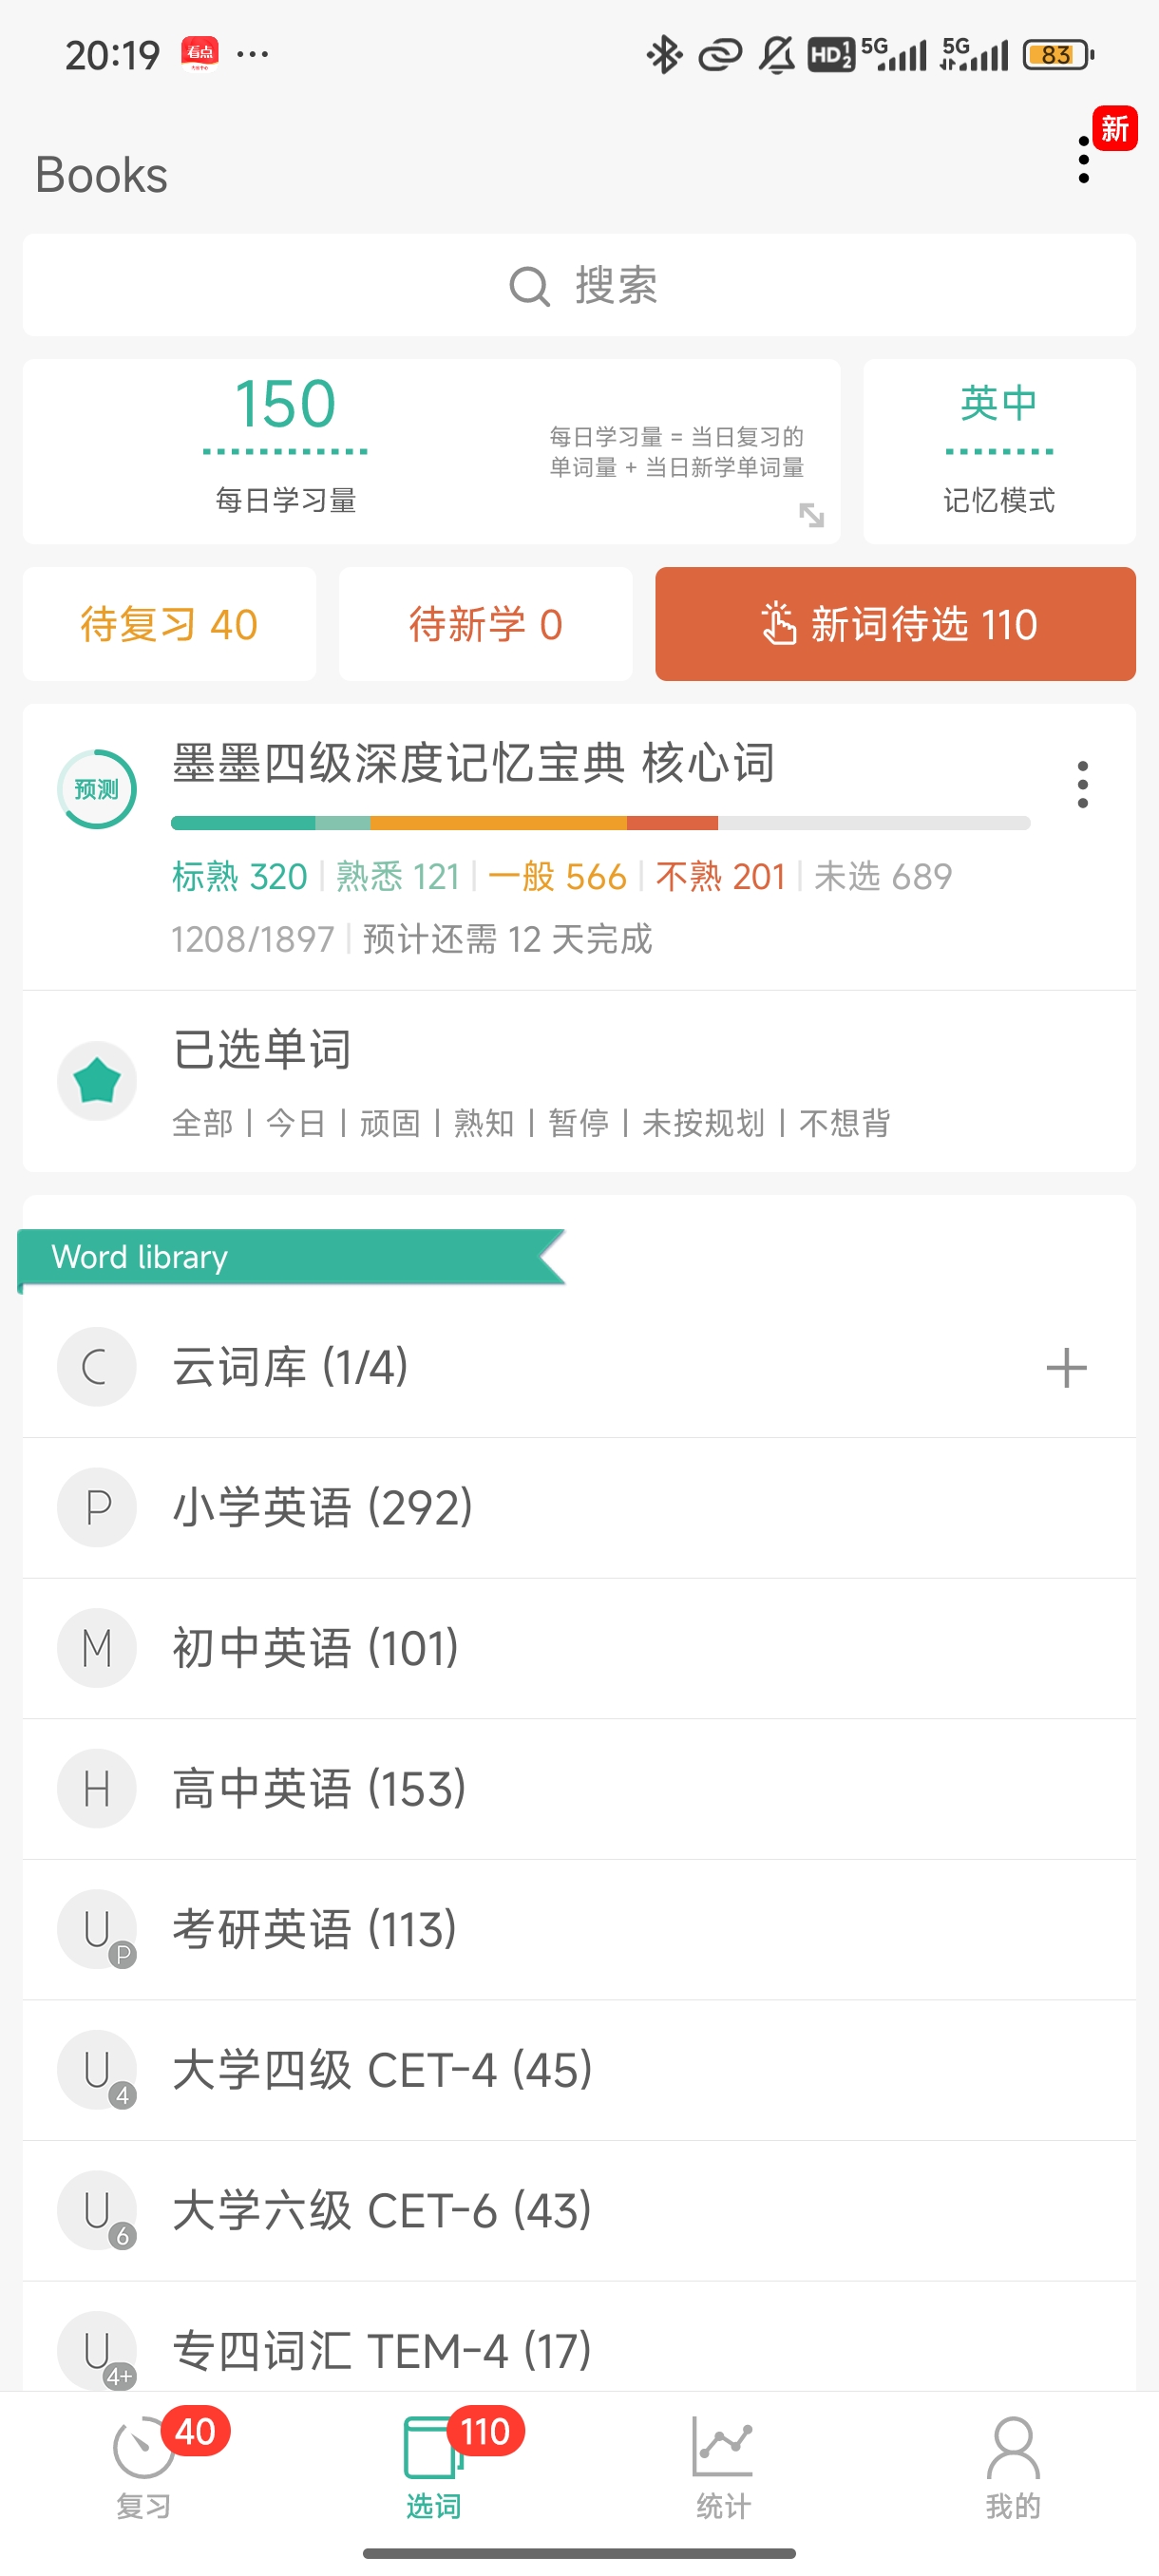 20:19 看点 ...
HD 1 2 5G 5G 83
新
Books
搜索
150
每日学习量
每日学习量 = 当日复习的
单词量 + 当日新学单词量
英中
记忆模式
待复习 40
待新学 0
新词待选 110
预测
墨墨四级深度记忆宝典 核心词
标熟 320 | 熟悉 121 | 一般 566 | 不熟 201 | 未选 689
1208/1897 | 预计还需 12 天完成
已选单词
全部 | 今日 | 顽固 | 熟知 | 暂停 | 未按规划 | 不想背
Word library
C 云词库 (1/4)
P 小学英语 (292)
M 初中英语 (101)
H 高中英语 (153)
U P 考研英语 (113)
U 4 大学四级 CET-4 (45)
U 6 大学六级 CET-6 (43)
U 4+ 专四词汇 TEM-4 (17)
40
110
复习
选词
统计
我的